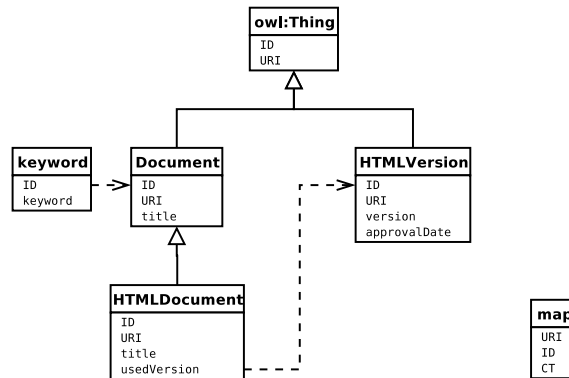 owl:Thing
ID
URI
keyword
ID
keyword
Document
ID
URI
title
HTMLVersion
ID
URI
version
approvalDate
HTMLDocument
ID
URI
title
usedVersion
map
URI
ID
CT